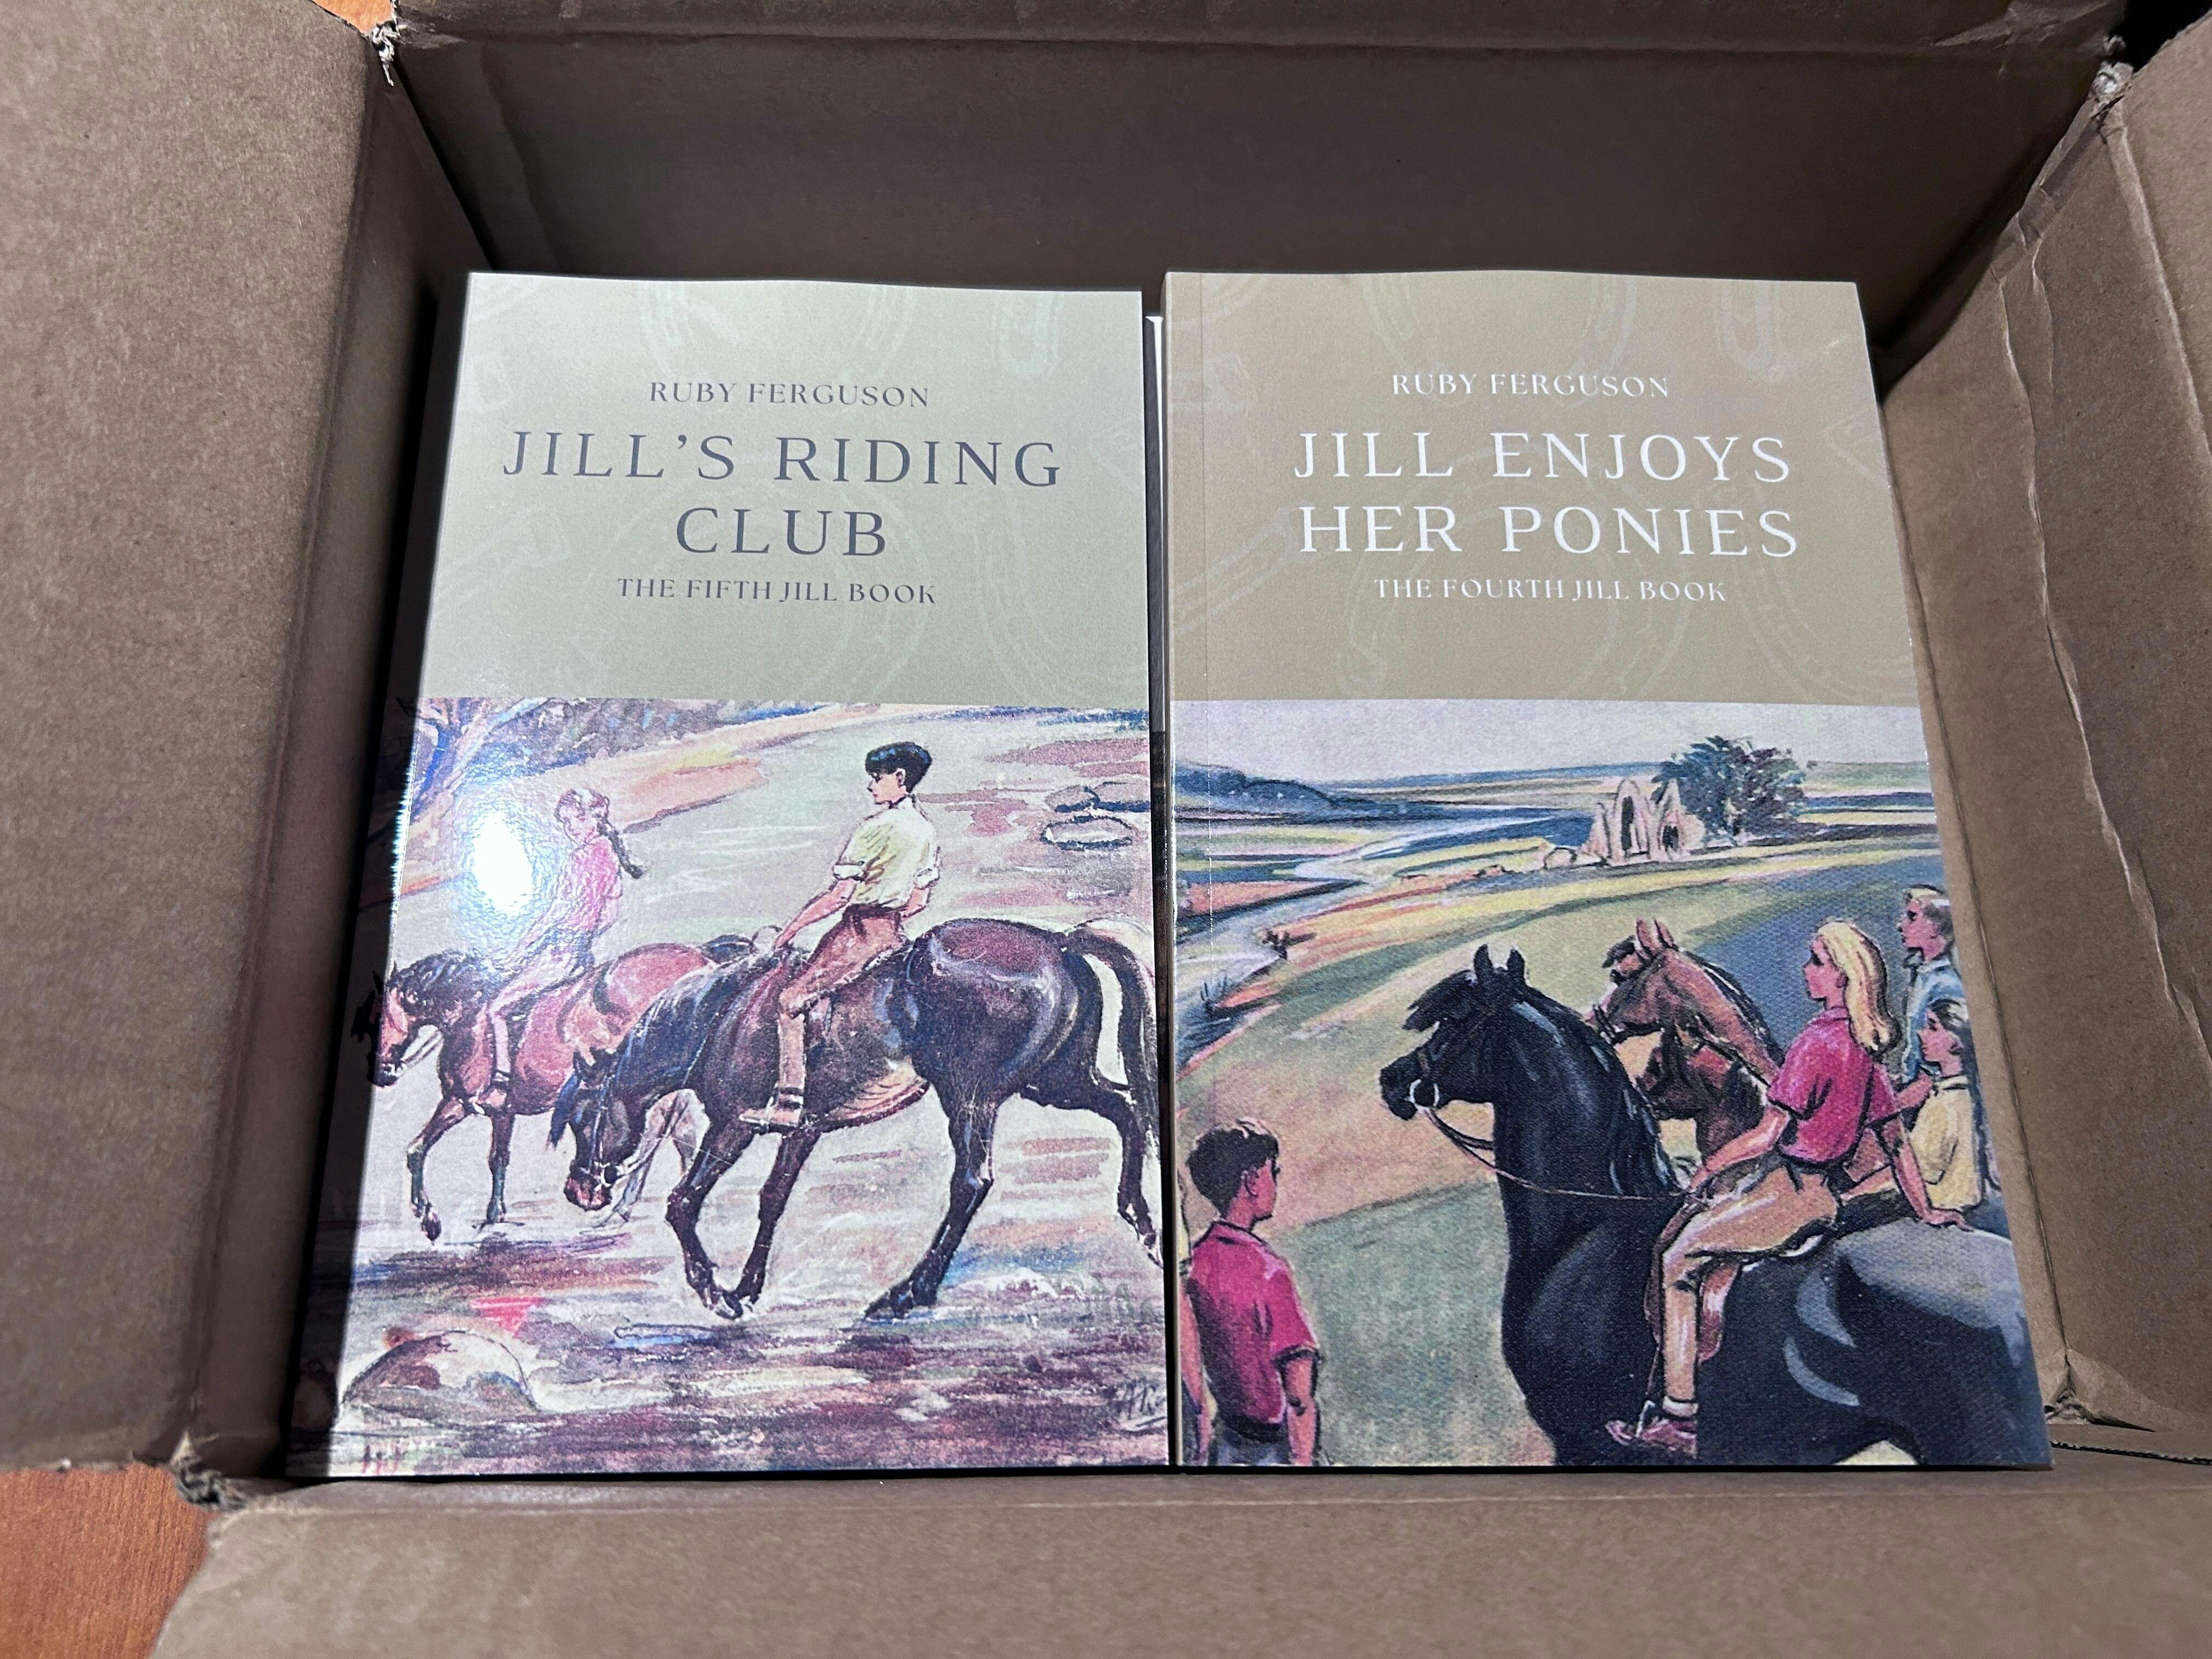 RUBY FERGUSON
JILL'S RIDING
CLUB
THE FIFTH JILL BOOK
RUBY FERGUSON
JILL ENJOYS
HER PONIES
THE FOURTH JILL BOOK